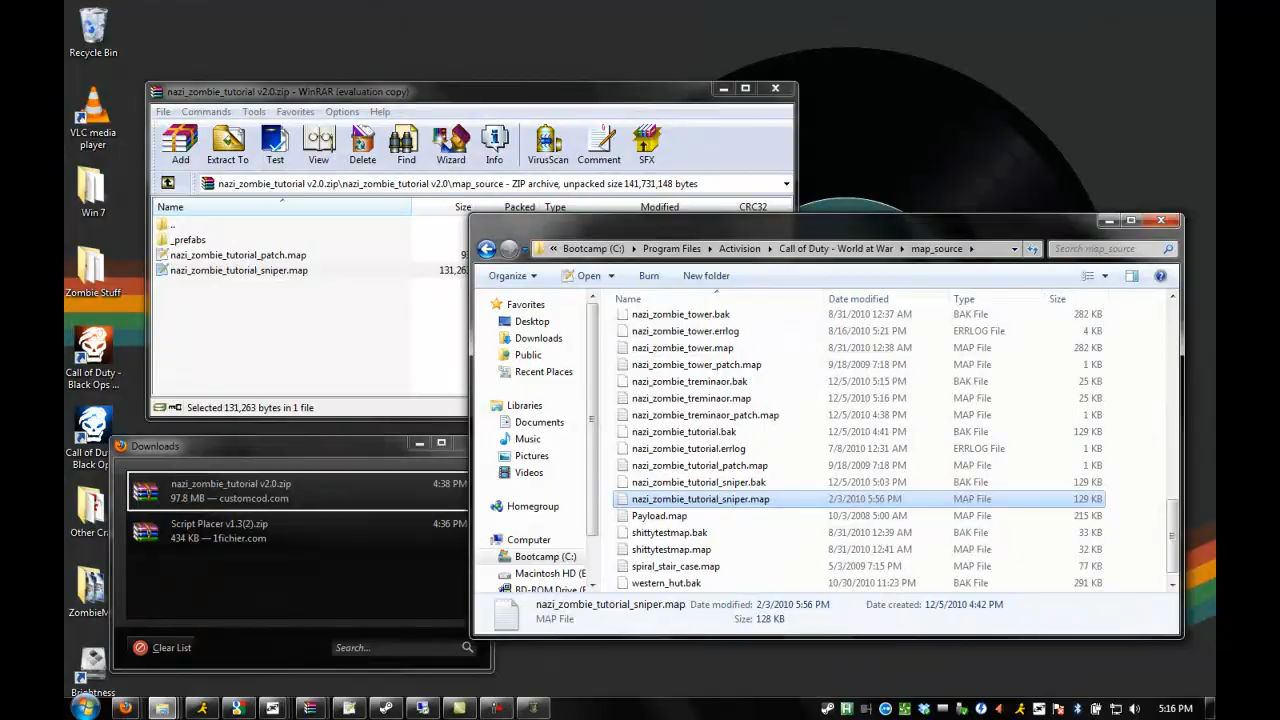 Recycle Bin
VLC media
player
Win 7
Zombie Stuff
Call of Duty -
Black Ops ...
Call of Du
Black Op
Other Cra
ZombieM
Brightness
nazi_zombie_tutorial v2.0.zip - WinRAR (evaluation copy)
File Commands Tools Favorites Options Help
Add Extract To Test View Delete Find Wizard Info VirusScan Comment SFX
nazi_zombie_tutorial v2.0.zip\nazi_zombie_tutorial v2.0\map_source - ZIP archive, unpacked size 141,731,148 bytes
Name Size Packed Type Modified CRC32
..
_prefabs
nazi_zombie_tutorial_patch.map
nazi_zombie_tutorial_sniper.map 131,263
Selected 131,263 bytes in 1 file
Downloads
nazi_zombie_tutorial v2.0.zip 4:38 PM
97.8 MB — customcod.com
Script Placer v1.3(2).zip 4:36 PM
434 KB — 1fichier.com
Clear List Search...
« Bootcamp (C:) Program Files Activision Call of Duty - World at War map_source Search map_source
Organize Open Burn New folder
Favorites
Desktop
Downloads
Public
Recent Places
Libraries
Documents
Music
Pictures
Videos
Homegroup
Computer
Bootcamp (C:)
Macintosh HD (E
BD-ROM Drive (
Name Date modified Type Size
nazi_zombie_tower.bak 8/31/2010 12:37 AM BAK File 282 KB
nazi_zombie_tower.errlog 8/16/2010 5:21 PM ERRLOG File 4 KB
nazi_zombie_tower.map 8/31/2010 12:38 AM MAP File 282 KB
nazi_zombie_tower_patch.map 9/18/2009 7:18 PM MAP File 1 KB
nazi_zombie_treminaor.bak 12/5/2010 5:15 PM BAK File 25 KB
nazi_zombie_treminaor.map 12/5/2010 5:16 PM MAP File 25 KB
nazi_zombie_treminaor_patch.map 12/5/2010 4:38 PM MAP File 1 KB
nazi_zombie_tutorial.bak 12/5/2010 4:41 PM BAK File 129 KB
nazi_zombie_tutorial.errlog 7/8/2010 12:31 AM ERRLOG File 1 KB
nazi_zombie_tutorial_patch.map 9/18/2009 7:18 PM MAP File 1 KB
nazi_zombie_tutorial_sniper.bak 12/5/2010 5:03 PM BAK File 129 KB
nazi_zombie_tutorial_sniper.map 2/3/2010 5:56 PM MAP File 129 KB
Payload.map 10/3/2008 5:00 AM MAP File 215 KB
shittytestmap.bak 8/31/2010 12:39 AM BAK File 42 KB
shittytestmap.map 8/31/2010 12:41 AM MAP File 42 KB
spiral_stair_case.map 5/3/2009 7:15 PM MAP File 77 KB
western_hut.bak 10/30/2010 11:23 PM BAK File 291 KB
nazi_zombie_tutorial_sniper.map Date modified: 2/3/2010 5:56 PM Date created: 12/5/2010 4:42 PM
MAP File Size: 128 KB
5:16 PM